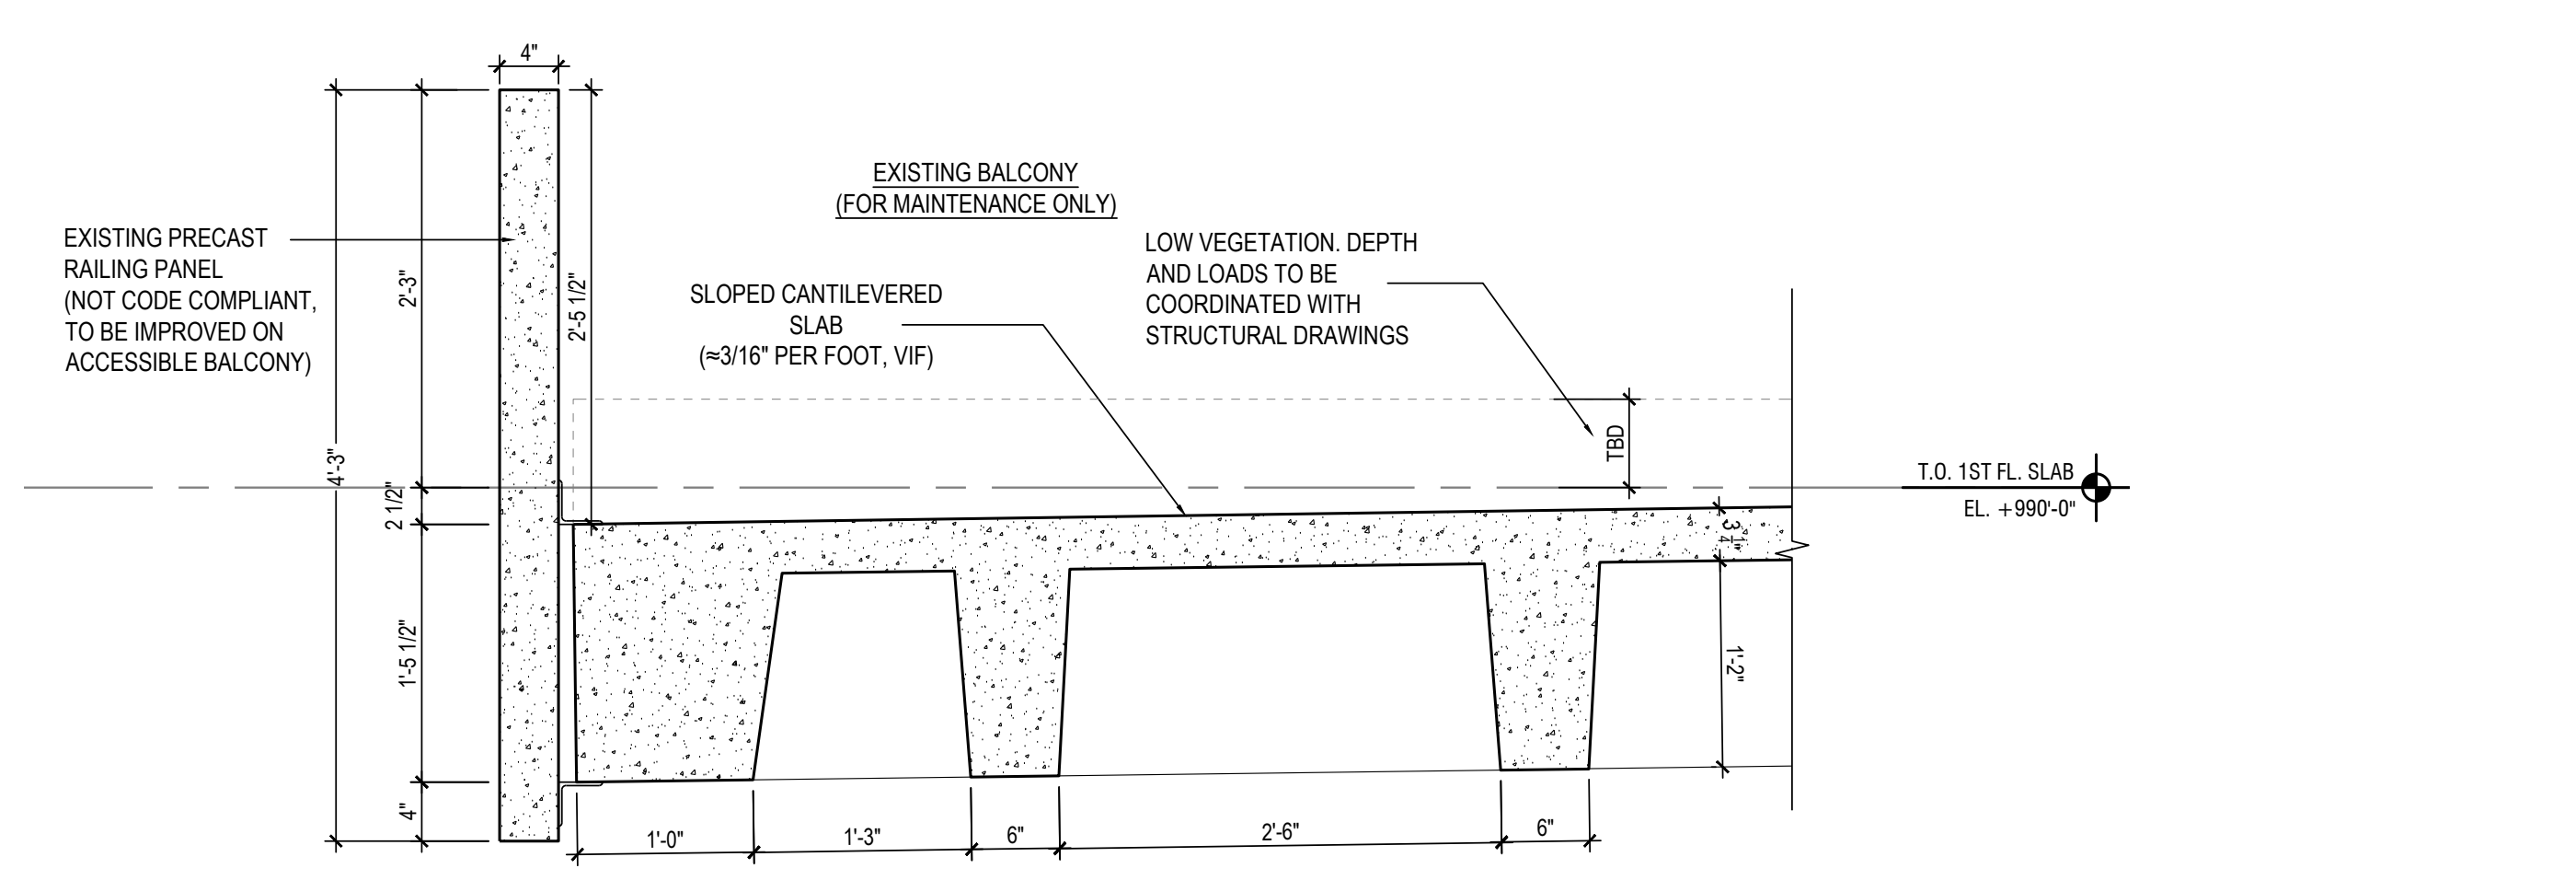 4"
EXISTING BALCONY
(FOR MAINTENANCE ONLY)
EXISTING PRECAST
RAILING PANEL
(NOT CODE COMPLIANT,
TO BE IMPROVED ON
ACCESSIBLE BALCONY)
2'-3"
2'-5 1/2"
SLOPED CANTILEVERED
SLAB
(≈3/16" PER FOOT, VIF)
LOW VEGETATION. DEPTH
AND LOADS TO BE
COORDINATED WITH
STRUCTURAL DRAWINGS
TBD
4'-3"
2 1/2"
T.O. 1ST FL. SLAB
EL. +990'-0"
3 1/4"
1'-5 1/2"
1'-2"
4"
1'-0"
1'-3"
6"
2'-6"
6"